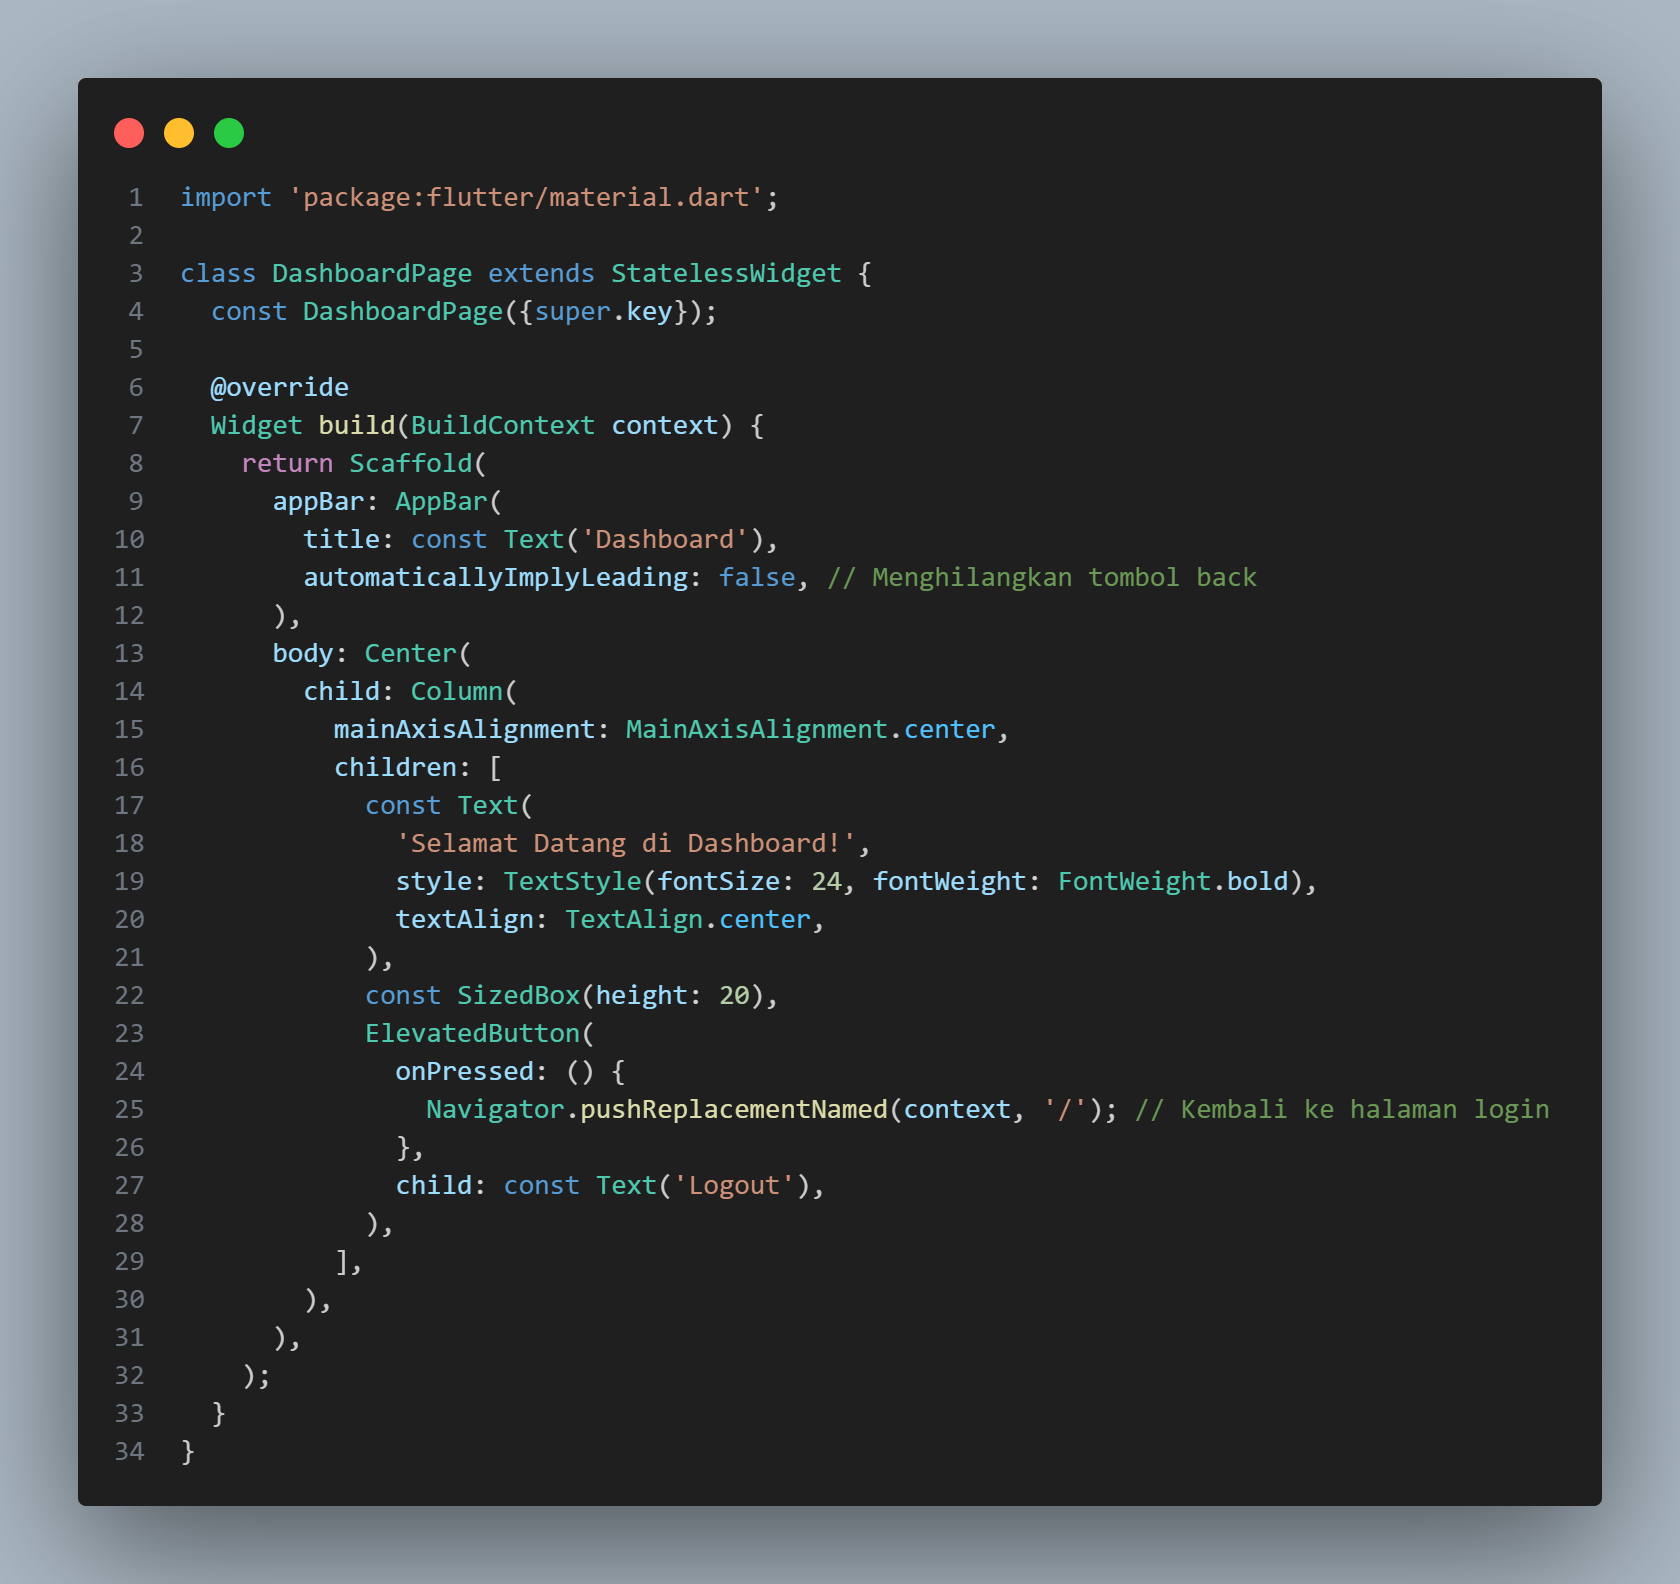 1 import 'package:flutter/material.dart';
2
3 class DashboardPage extends StatelessWidget {
4   const DashboardPage({super.key});
5
6   @override
7   Widget build(BuildContext context) {
8     return Scaffold(
9       appBar: AppBar(
10         title: const Text('Dashboard'),
11         automaticallyImplyLeading: false, // Menghilangkan tombol back
12       ),
13       body: Center(
14         child: Column(
15           mainAxisAlignment: MainAxisAlignment.center,
16           children: [
17             const Text(
18               'Selamat Datang di Dashboard!',
19               style: TextStyle(fontSize: 24, fontWeight: FontWeight.bold),
20               textAlign: TextAlign.center,
21             ),
22             const SizedBox(height: 20),
23             ElevatedButton(
24               onPressed: () {
25                 Navigator.pushReplacementNamed(context, '/'); // Kembali ke halaman login
26               },
27               child: const Text('Logout'),
28             ),
29           ],
30         ),
31       ),
32     );
33   }
34 }